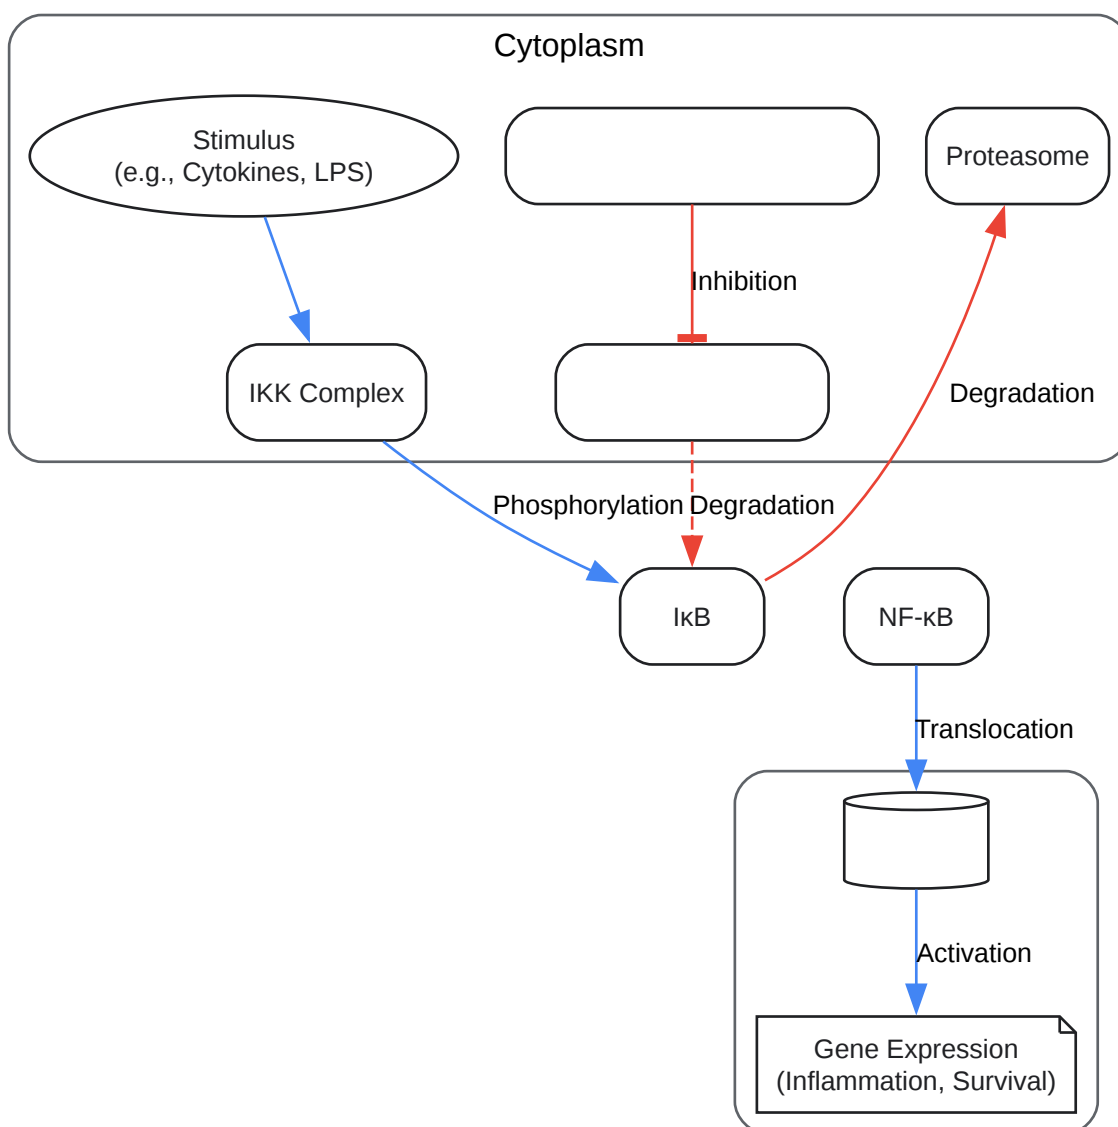 Cytoplasm
Stimulus
(e.g., Cytokines, LPS)
Proteasome
Inhibition
IKK Complex
Degradation
Phosphorylation
Degradation
IκB
NF-κB
Translocation
Activation
Gene Expression
(Inflammation, Survival)